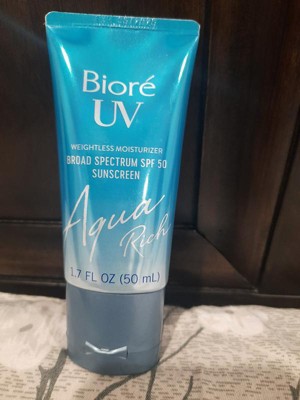 Bioré
UV
WEIGHTLESS MOISTURIZER
BROAD SPECTRUM SPF 50
SUNSCREEN
Aqua
Rich
1.7 FL OZ (50 mL)